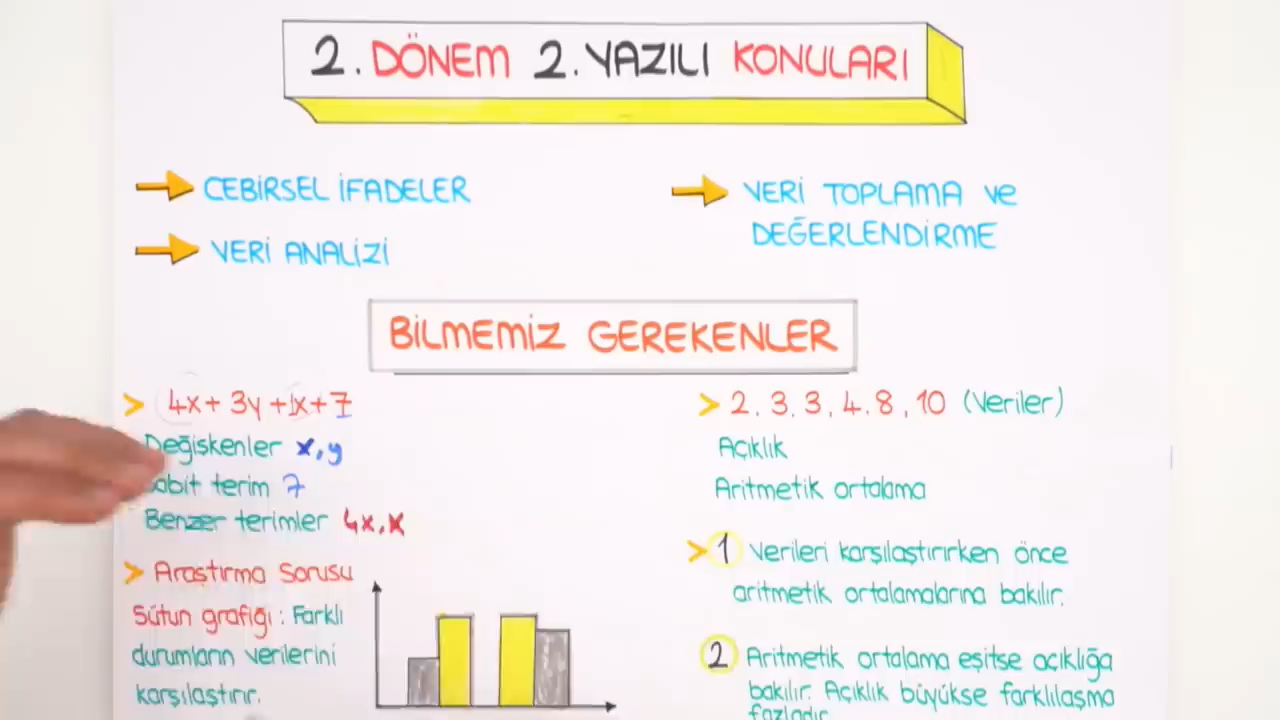 2. DÖNEM 2. YAZILI KONULARI
CEBİRSEL İFADELER
VERİ ANALİZİ
VERİ TOPLAMA ve
DEĞERLENDİRME
BİLMEMİZ GEREKENLER
> 4x + 3y + 1x + 7
Değişkenler x, y
terim 7
Benzer terimler 4x, x
> Araştırma Sorusu
Sütun grafiği : Farklı
durumların verilerini
karşılaştırır.
> 2, 3, 3, 4, 8, 10 (Veriler)
Açıklık
Aritmetik ortalama
> 1 Verileri karşılaştırırken önce
aritmetik ortalamalarına bakılır.
2 Aritmetik ortalama eşitse açıklığa
bakılır. Açıklık büyükse farklılaşma
fazladır